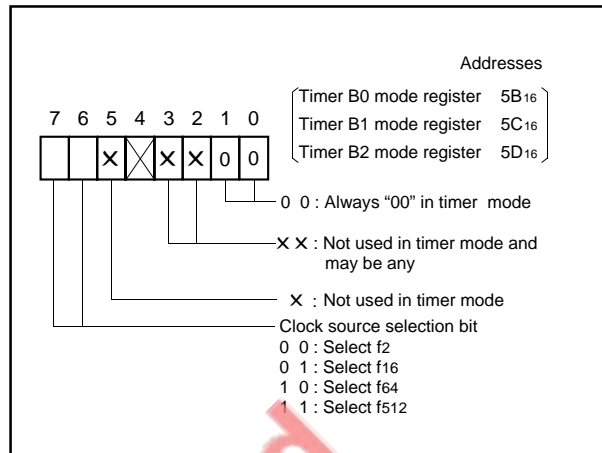 Addresses
Timer B0 mode register 5B16
Timer B1 mode register 5C16
Timer B2 mode register 5D16
7 6 5 4 3 2 1 0
× × × 0 0
0 0 : Always “00” in timer mode
× × : Not used in timer mode and
may be any
× : Not used in timer mode
Clock source selection bit
0 0 : Select f2
0 1 : Select f16
1 0 : Select f64
1 1 : Select f512